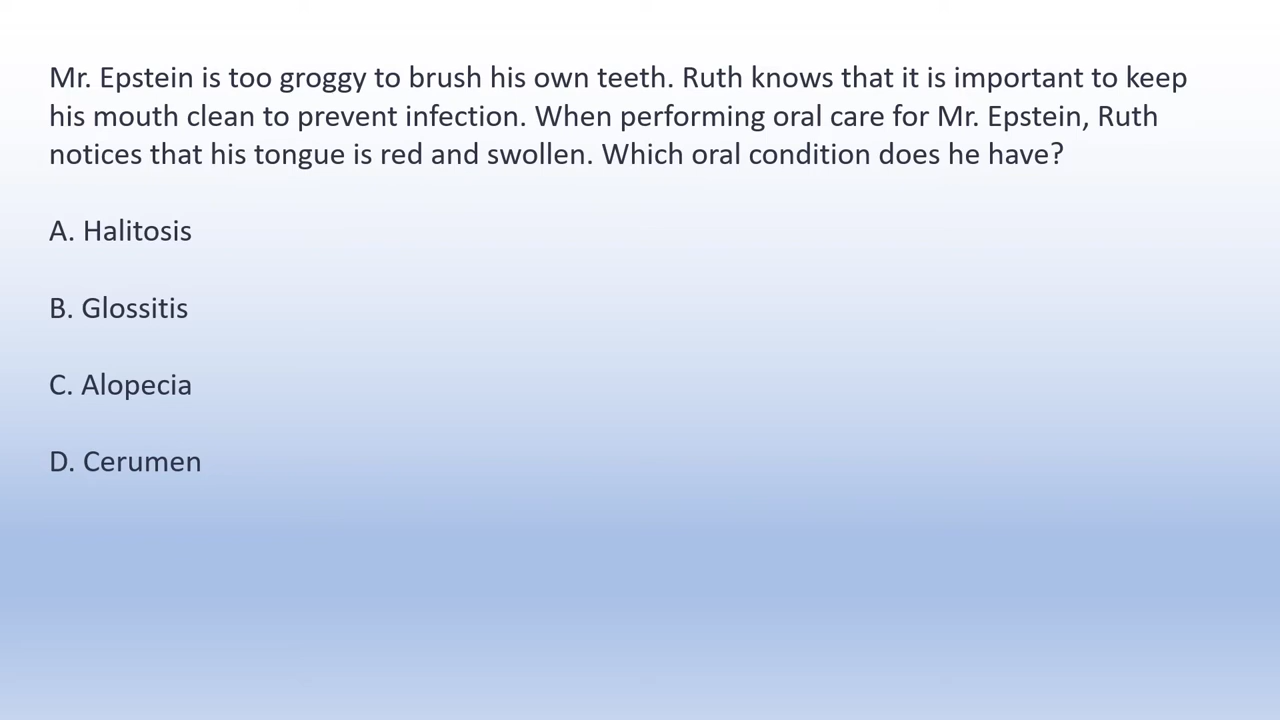 Mr. Epstein is too groggy to brush his own teeth. Ruth knows that it is important to keep
his mouth clean to prevent infection. When performing oral care for Mr. Epstein, Ruth
notices that his tongue is red and swollen. Which oral condition does he have?
A. Halitosis
B. Glossitis
C. Alopecia
D. Cerumen